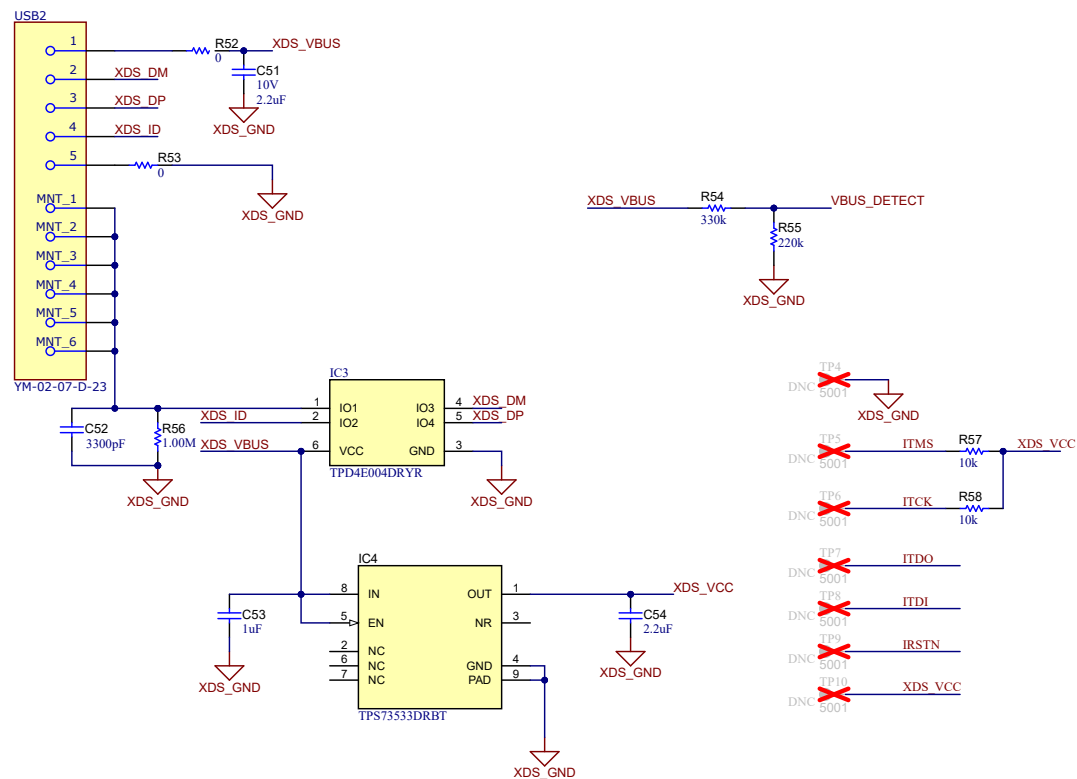 USB2
1
R52
0
XDS_VBUS
2
XDS_DM
C51
10V
2.2uF
3
XDS_DP
XDS_GND
4
XDS_ID
5
R53
0
XDS_GND
MNT_1
MNT_2
MNT_3
MNT_4
MNT_5
MNT_6
YM-02-07-D-23
XDS_VBUS
R54
330k
VBUS_DETECT
R55
220k
XDS_GND
C52
3300pF
R56
1.00M
XDS_GND
XDS_ID
XDS_VBUS
IC3
1
IO1
2
IO2
6
VCC
IO3
4
XDS_DM
IO4
5
XDS_DP
GND
3
TPD4E004DRYR
XDS_GND
IC4
8
IN
5
EN
2
NC
6
NC
7
NC
OUT
1
XDS_VCC
NR
3
GND
4
PAD
9
TPS73533DRBT
C53
1uF
XDS_GND
C54
2.2uF
XDS_GND
XDS_GND
TP4
DNC
5001
XDS_GND
TP5
DNC
5001
ITMS
R57
10k
XDS_VCC
TP6
DNC
5001
ITCK
R58
10k
TP7
DNC
5001
ITDO
TP8
DNC
5001
ITDI
TP9
DNC
5001
IRSTN
TP10
DNC
5001
XDS_VCC